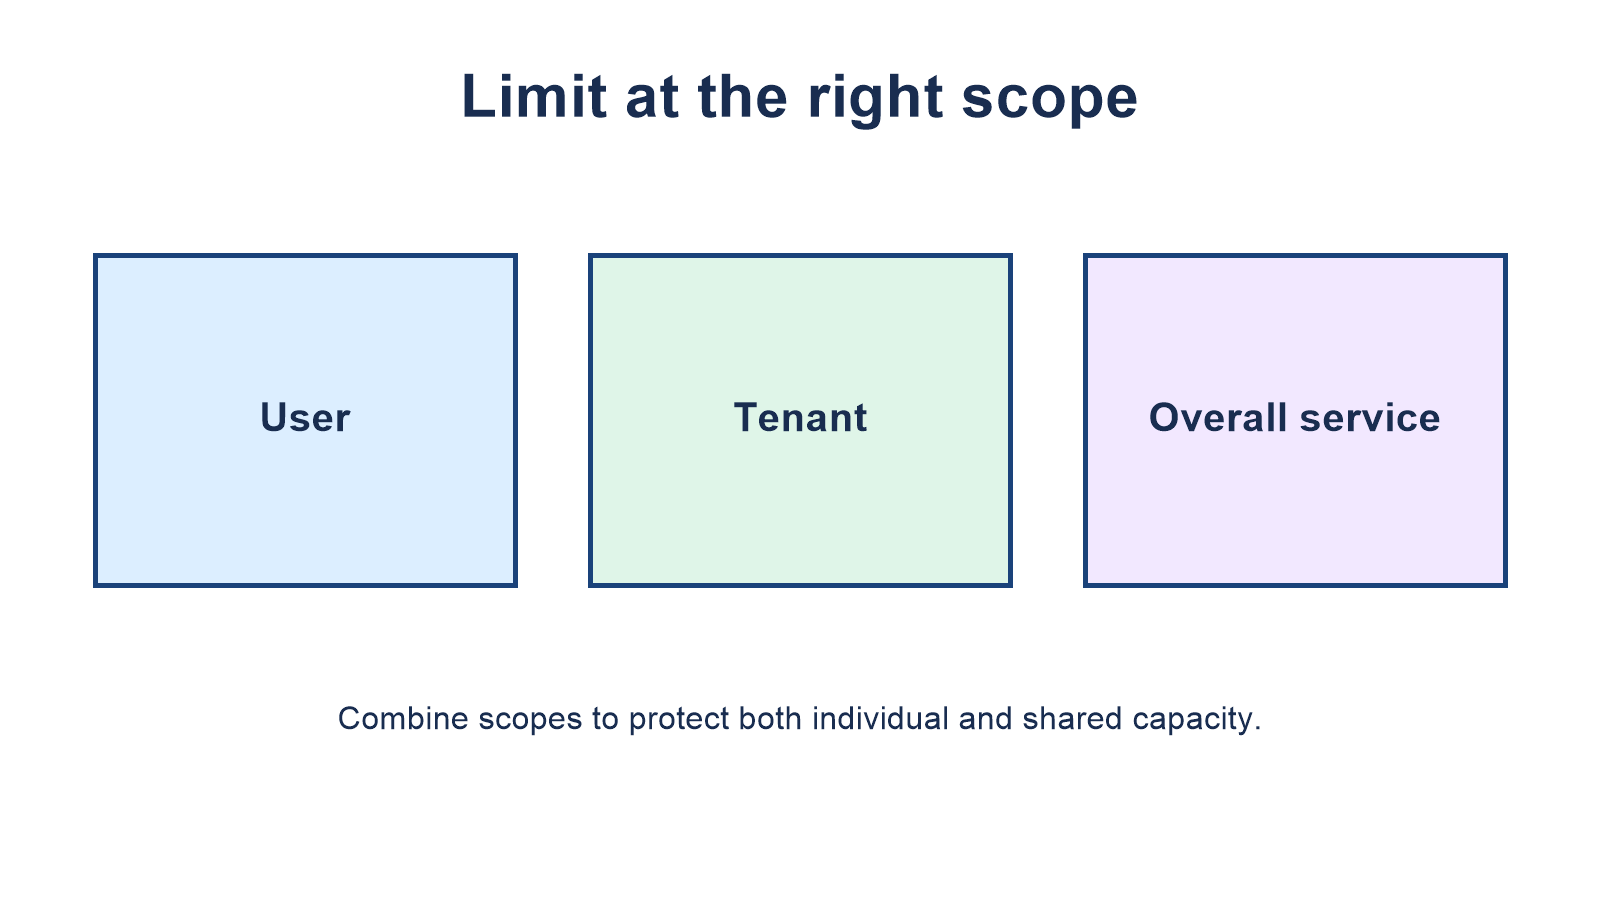 Limit at the right scope
User
Tenant
Overall service
Combine scopes to protect both individual and shared capacity.